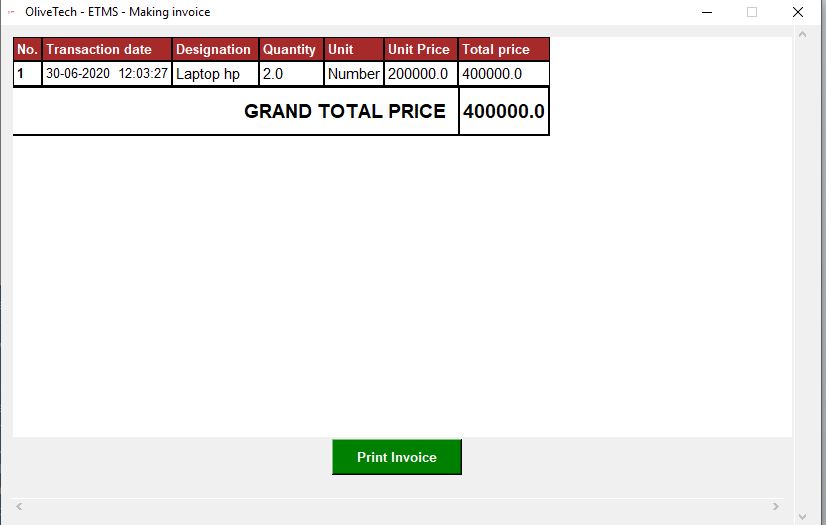 OliveTech - ETMS - Making invoice
No. Transaction date Designation Quantity Unit Unit Price Total price
1 30-06-2020 12:03:27 Laptop hp 2.0 Number 200000.0 400000.0
GRAND TOTAL PRICE 400000.0
Print Invoice